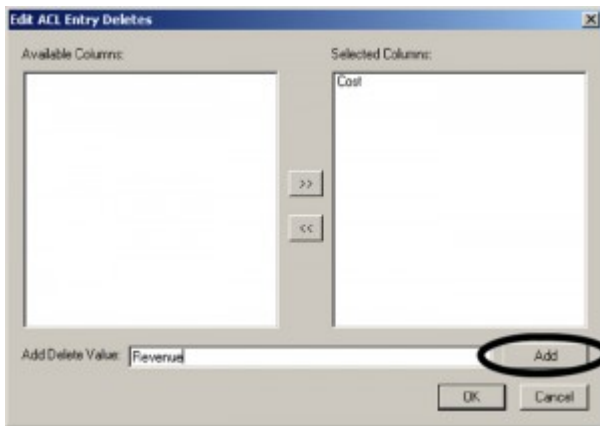 Edit ACL Entry Deletes
Available Columns:
Selected Columns:
Cost
>>
<<
Add Delete Value: Revenue Add
OK Cancel